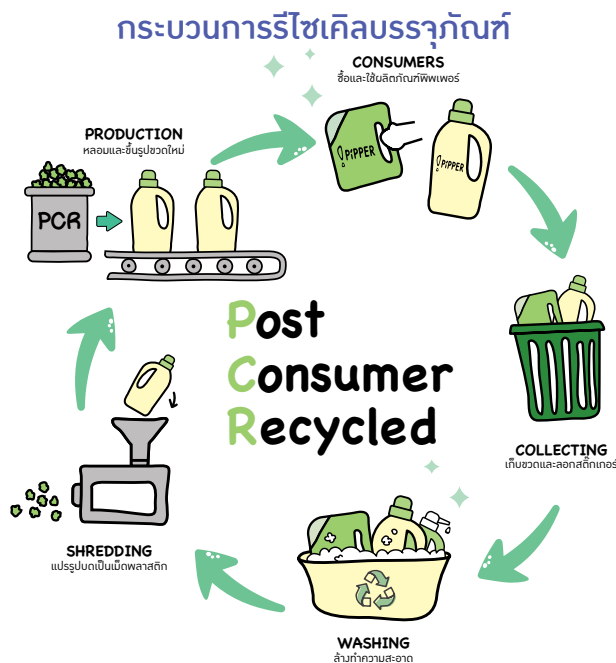 กระบวนการรีไซเคิลบรรจุภัณฑ์
CONSUMERS
ซื้อและใช้ผลิตภัณฑ์พิพเพอร์
PiPPER
PiPPER
PRODUCTION
หลอมและขึ้นรูปขวดใหม่
PCR
Post
Consumer
Recycled
COLLECTING
เก็บขวดและลอกสติ๊กเกอร์
SHREDDING
แปรรูปบดเป็นเม็ดพลาสติก
WASHING
ล้างทำความสะอาด